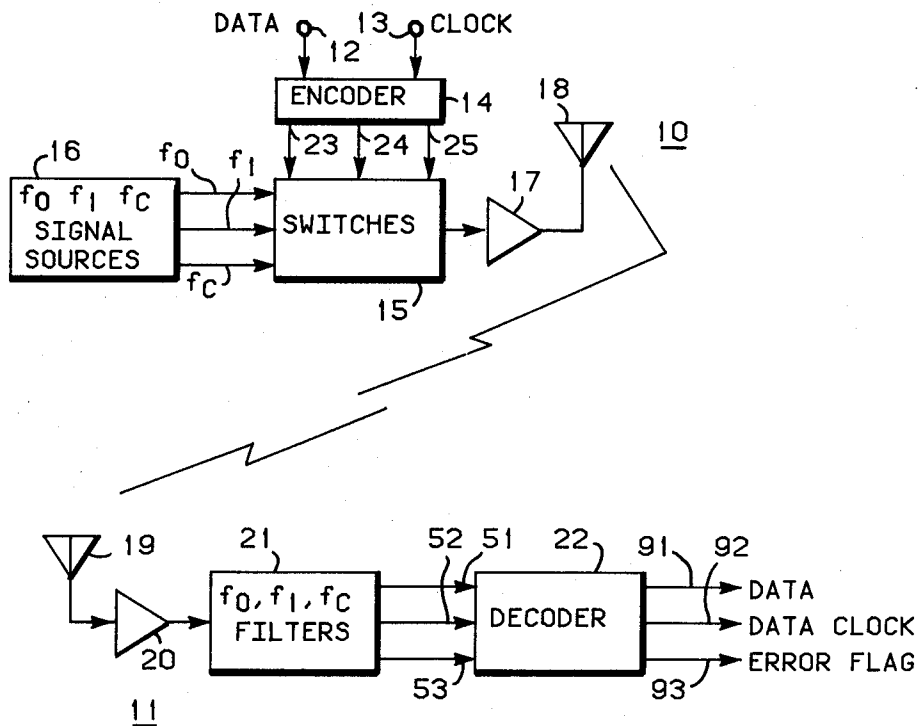 DATA 12 13 CLOCK
ENCODER 14
23 24 25
18
10
16
f0 f1 fC
SIGNAL
SOURCES
f0
f1
fC
SWITCHES
15
17
19
20
21
f0, f1, fC
FILTERS
52
51
53
22
DECODER
91
92
93
DATA
DATA CLOCK
ERROR FLAG
11